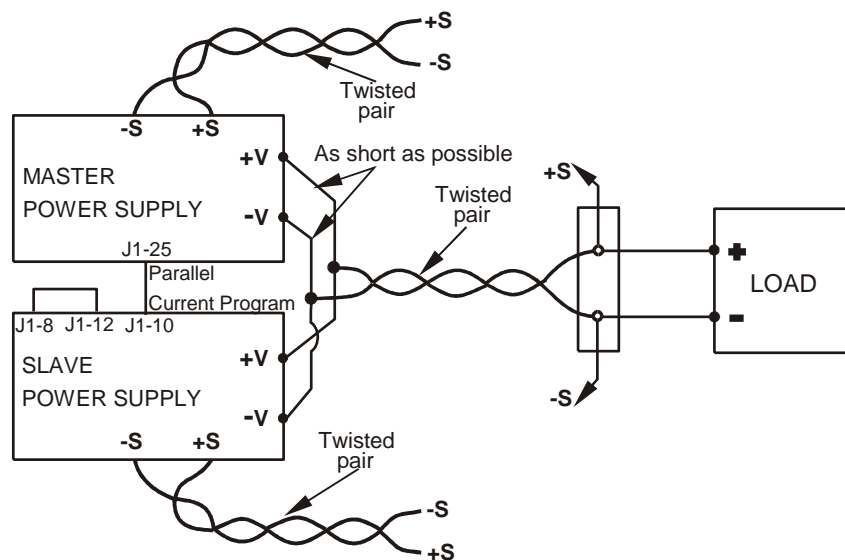 +S
-S
Twisted
pair
-S +S
MASTER
POWER SUPPLY
+V
-V
J1-25
As short as possible
Twisted
pair
+S
-S
+
-
LOAD
Parallel
Current Program
J1-8 J1-12 J1-10
SLAVE
POWER SUPPLY
+V
-V
-S +S
Twisted
pair
-S
+S